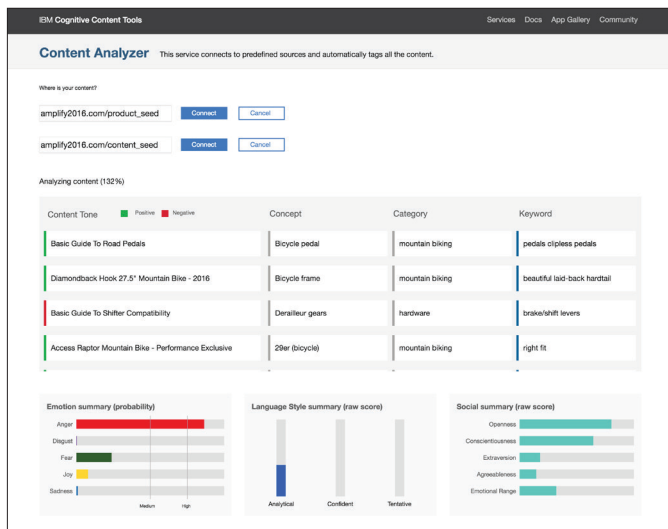 IBM Cognitive Content Tools Services Docs App Gallery Community
Content Analyzer This service connects to predefined sources and automatically tags all the content.
Where is your content?
amplify2016.com/product_seed Connect Cancel
amplify2016.com/content_seed Connect Cancel
Analyzing content (132%)
Content Tone Positive Negative Concept Category Keyword
Basic Guide To Road Pedals Bicycle pedal mountain biking pedals clipless pedals
Diamondback Hook 27.5" Mountain Bike - 2016 Bicycle frame mountain biking beautiful laid-back hardtail
Basic Guide To Shifter Compatibility Derailleur gears hardware brake/shift levers
Access Raptor Mountain Bike - Performance Exclusive 29er (bicycle) mountain biking right fit
Emotion summary (probability)
Anger
Disgust
Fear
Joy
Sadness
Medium High
Language Style summary (raw score)
Analytical Confident Tentative
Social summary (raw score)
Openness
Conscientiousness
Extraversion
Agreeableness
Emotional Range